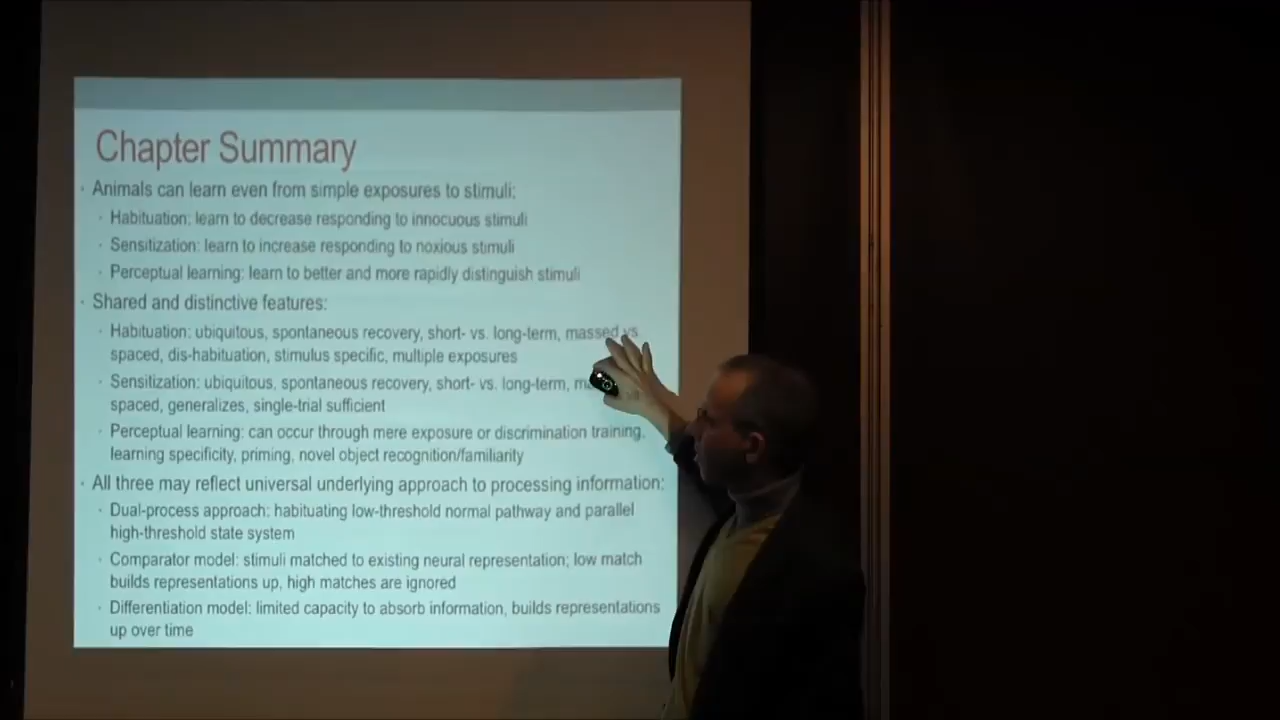 Chapter Summary
Animals can learn even from simple exposures to stimuli:
Habituation: learn to decrease responding to innocuous stimuli
Sensitization: learn to increase responding to noxious stimuli
Perceptual learning: learn to better and more rapidly distinguish stimuli
Shared and distinctive features:
Habituation: ubiquitous, spontaneous recovery, short- vs. long-term, massed vs
spaced, dis-habituation, stimulus specific, multiple exposures
Sensitization: ubiquitous, spontaneous recovery, short- vs. long-term,
spaced, generalizes, single-trial sufficient
Perceptual learning: can occur through mere exposure or discrimination training,
learning specificity, priming, novel object recognition/familiarity
All three may reflect universal underlying approach to processing information:
Dual-process approach: habituating low-threshold normal pathway and parallel
high-threshold state system
Comparator model: stimuli matched to existing neural representation; low match
builds representations up, high matches are ignored
Differentiation model: limited capacity to absorb information, builds representations
up over time